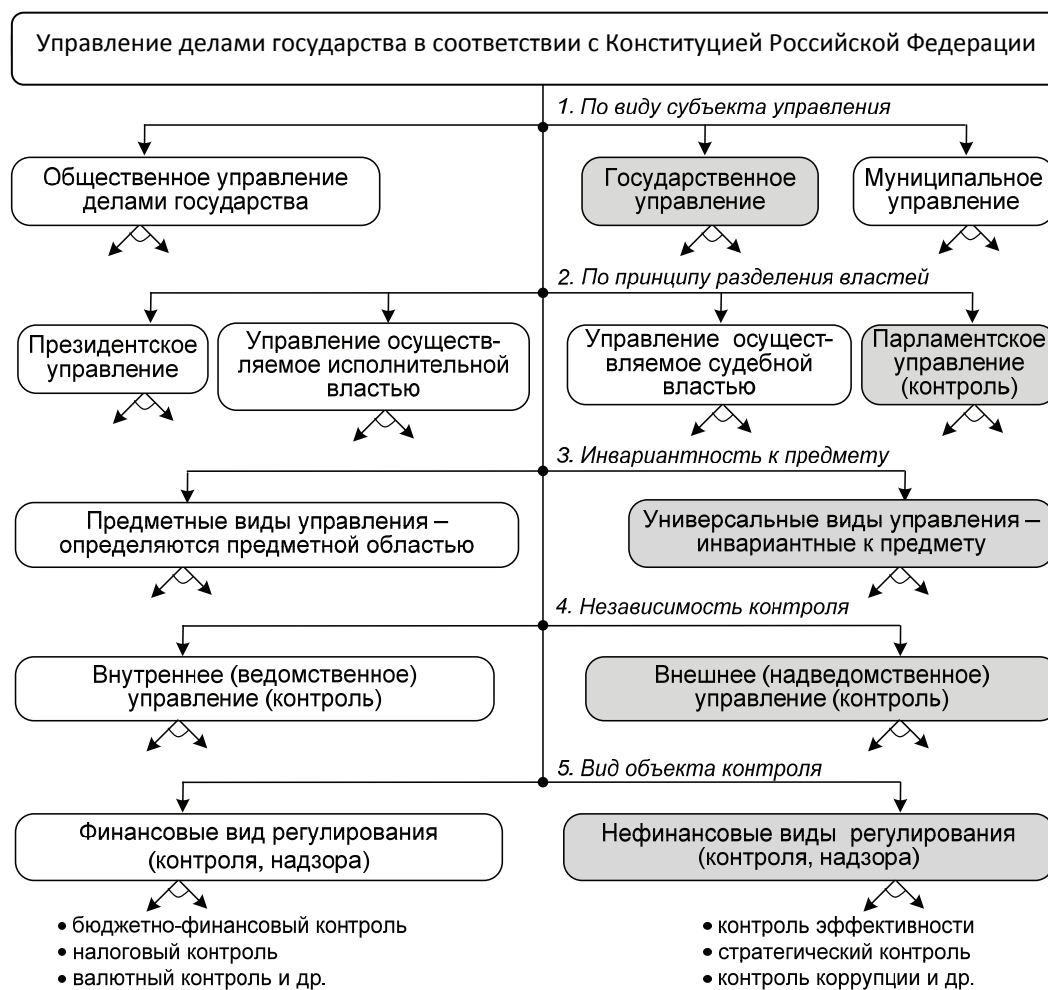 Управление делами государства в соответствии с Конституцией Российской Федерации
1. По виду субъекта управления
Общественное управление
делами государства
Государственное
управление
Муниципальное
управление
2. По принципу разделения властей
Президентское
управление
Управление осуществ-
ляемое исполнительной
властью
Управление осущест-
вляемое судебной
властью
Парламентское
управление
(контроль)
3. Инвариантность к предмету
Предметные виды управления –
определяются предметной областью
Универсальные виды управления –
инвариантные к предмету
4. Независимость контроля
Внутреннее (ведомственное)
управление (контроль)
Внешнее (надведомственное)
управление (контроль)
5. Вид объекта контроля
Финансовые вид регулирования
(контроля, надзора)
Нефинансовые виды регулирования
(контроля, надзора)
• бюджетно-финансовый контроль
• налоговый контроль
• валютный контроль и др.
• контроль эффективности
• стратегический контроль
• контроль коррупции и др.